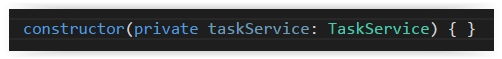 constructor(private taskService: TaskService) { }